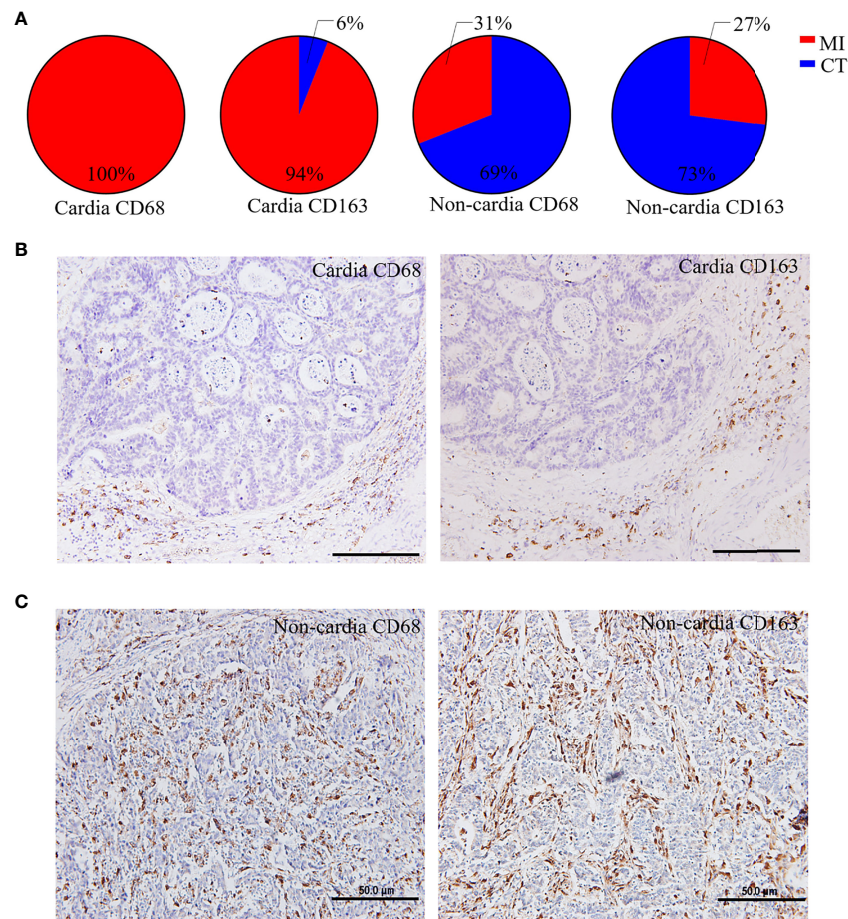 A
6%
31%
27%
MI
CT
100%
94%
69%
73%
Cardia CD68
Cardia CD163
Non-cardia CD68
Non-cardia CD163
B
Cardia CD68
Cardia CD163
C
Non-cardia CD68
Non-cardia CD163
50.0 µm
50.0 µm